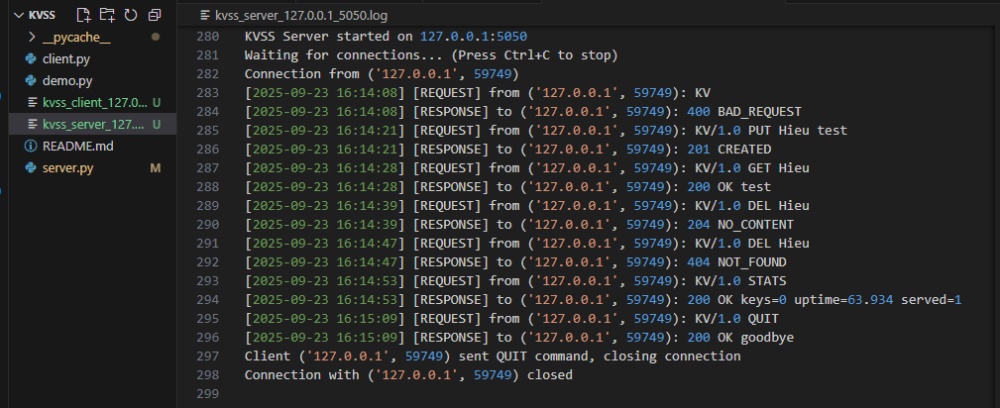 KVSS
__pycache__
client.py
demo.py
kvss_client_127.0... U
kvss_server_127.... U
README.md
server.py M
kvss_server_127.0.0.1_5050.log
280 KVSS Server started on 127.0.0.1:5050
281 Waiting for connections... (Press Ctrl+C to stop)
282 Connection from ('127.0.0.1', 59749)
283 [2025-09-23 16:14:08] [REQUEST] from ('127.0.0.1', 59749): KV
284 [2025-09-23 16:14:08] [RESPONSE] to ('127.0.0.1', 59749): 400 BAD_REQUEST
285 [2025-09-23 16:14:21] [REQUEST] from ('127.0.0.1', 59749): KV/1.0 PUT Hieu test
286 [2025-09-23 16:14:21] [RESPONSE] to ('127.0.0.1', 59749): 201 CREATED
287 [2025-09-23 16:14:28] [REQUEST] from ('127.0.0.1', 59749): KV/1.0 GET Hieu
288 [2025-09-23 16:14:28] [RESPONSE] to ('127.0.0.1', 59749): 200 OK test
289 [2025-09-23 16:14:39] [REQUEST] from ('127.0.0.1', 59749): KV/1.0 DEL Hieu
290 [2025-09-23 16:14:39] [RESPONSE] to ('127.0.0.1', 59749): 204 NO_CONTENT
291 [2025-09-23 16:14:47] [REQUEST] from ('127.0.0.1', 59749): KV/1.0 DEL Hieu
292 [2025-09-23 16:14:47] [RESPONSE] to ('127.0.0.1', 59749): 404 NOT_FOUND
293 [2025-09-23 16:14:53] [REQUEST] from ('127.0.0.1', 59749): KV/1.0 STATS
294 [2025-09-23 16:14:53] [RESPONSE] to ('127.0.0.1', 59749): 200 OK keys=0 uptime=63.934 served=1
295 [2025-09-23 16:15:09] [REQUEST] from ('127.0.0.1', 59749): KV/1.0 QUIT
296 [2025-09-23 16:15:09] [RESPONSE] to ('127.0.0.1', 59749): 200 OK goodbye
297 Client ('127.0.0.1', 59749) sent QUIT command, closing connection
298 Connection with ('127.0.0.1', 59749) closed
299